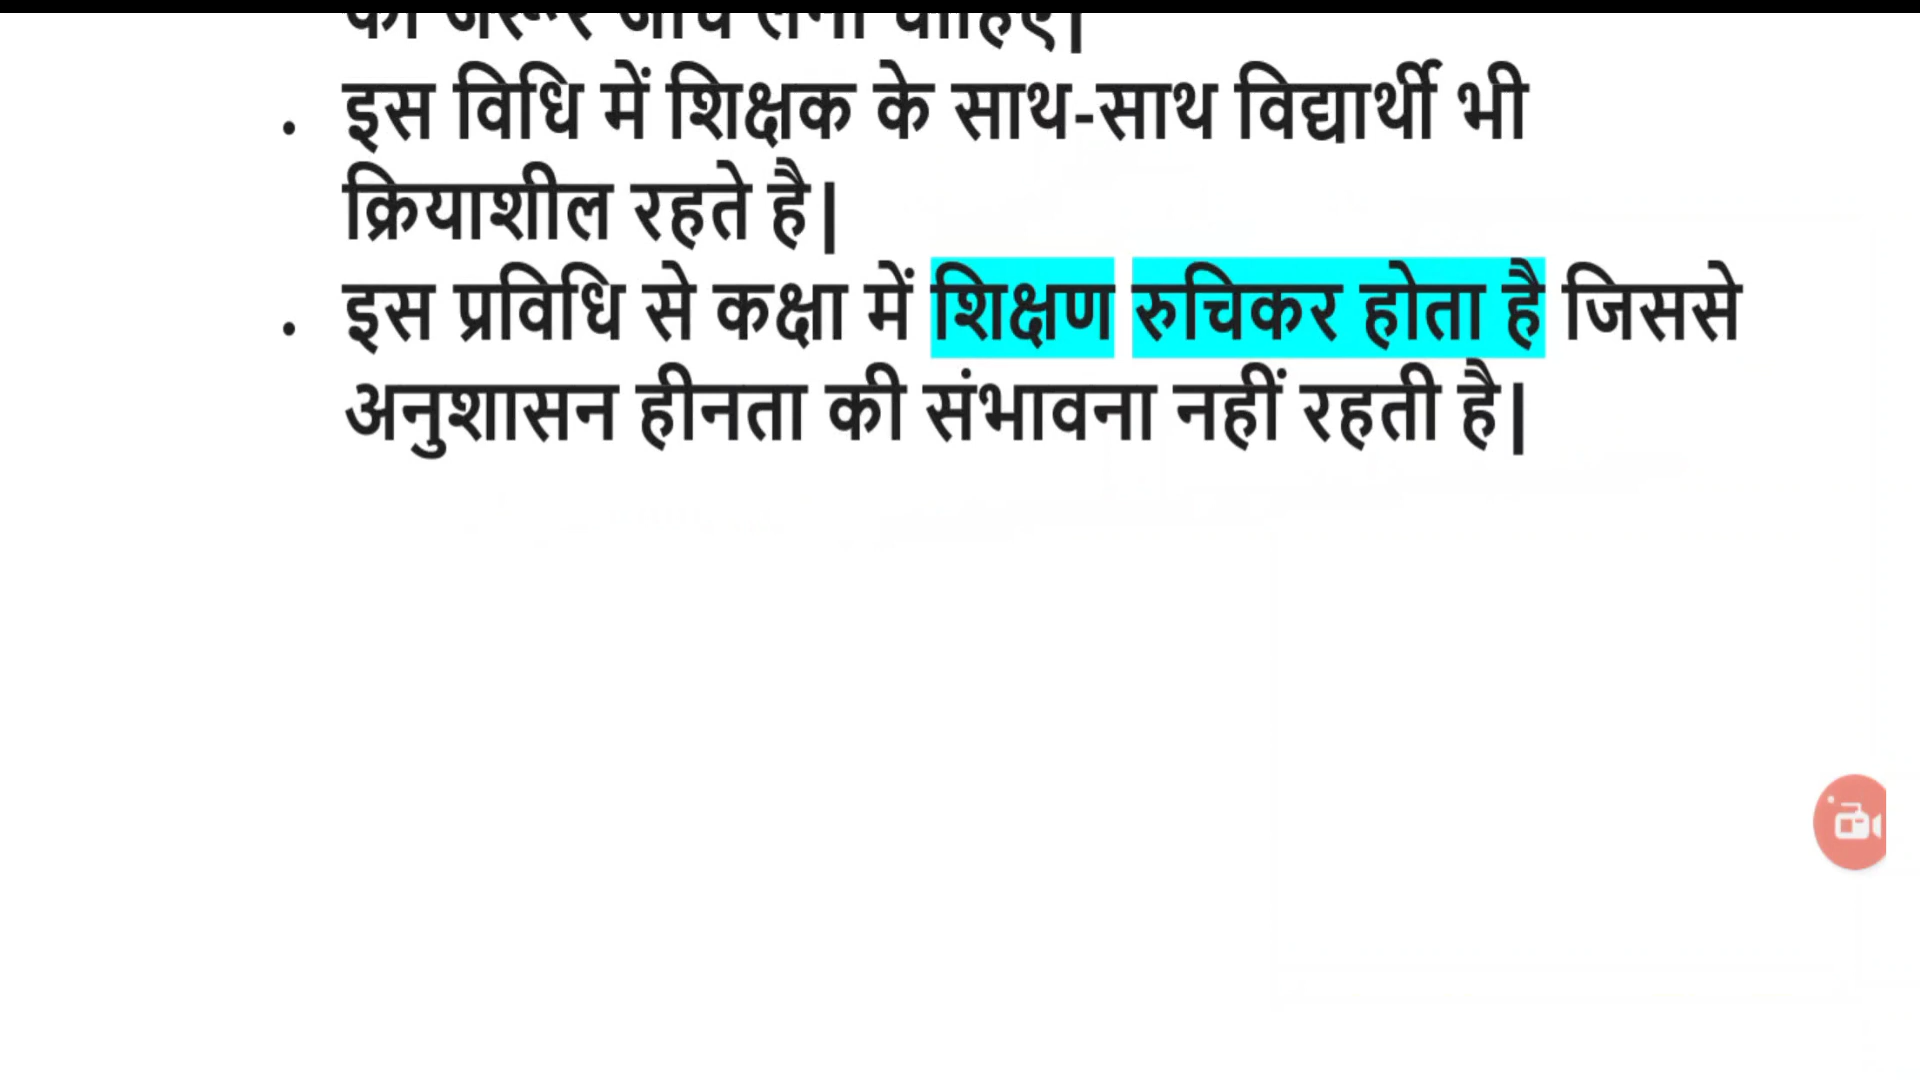 • इस विधि में शिक्षक के साथ-साथ विद्यार्थी भी
क्रियाशील रहते है|
• इस प्रविधि से कक्षा में शिक्षण रुचिकर होता है जिससे
अनुशासन हीनता की संभावना नहीं रहती है|